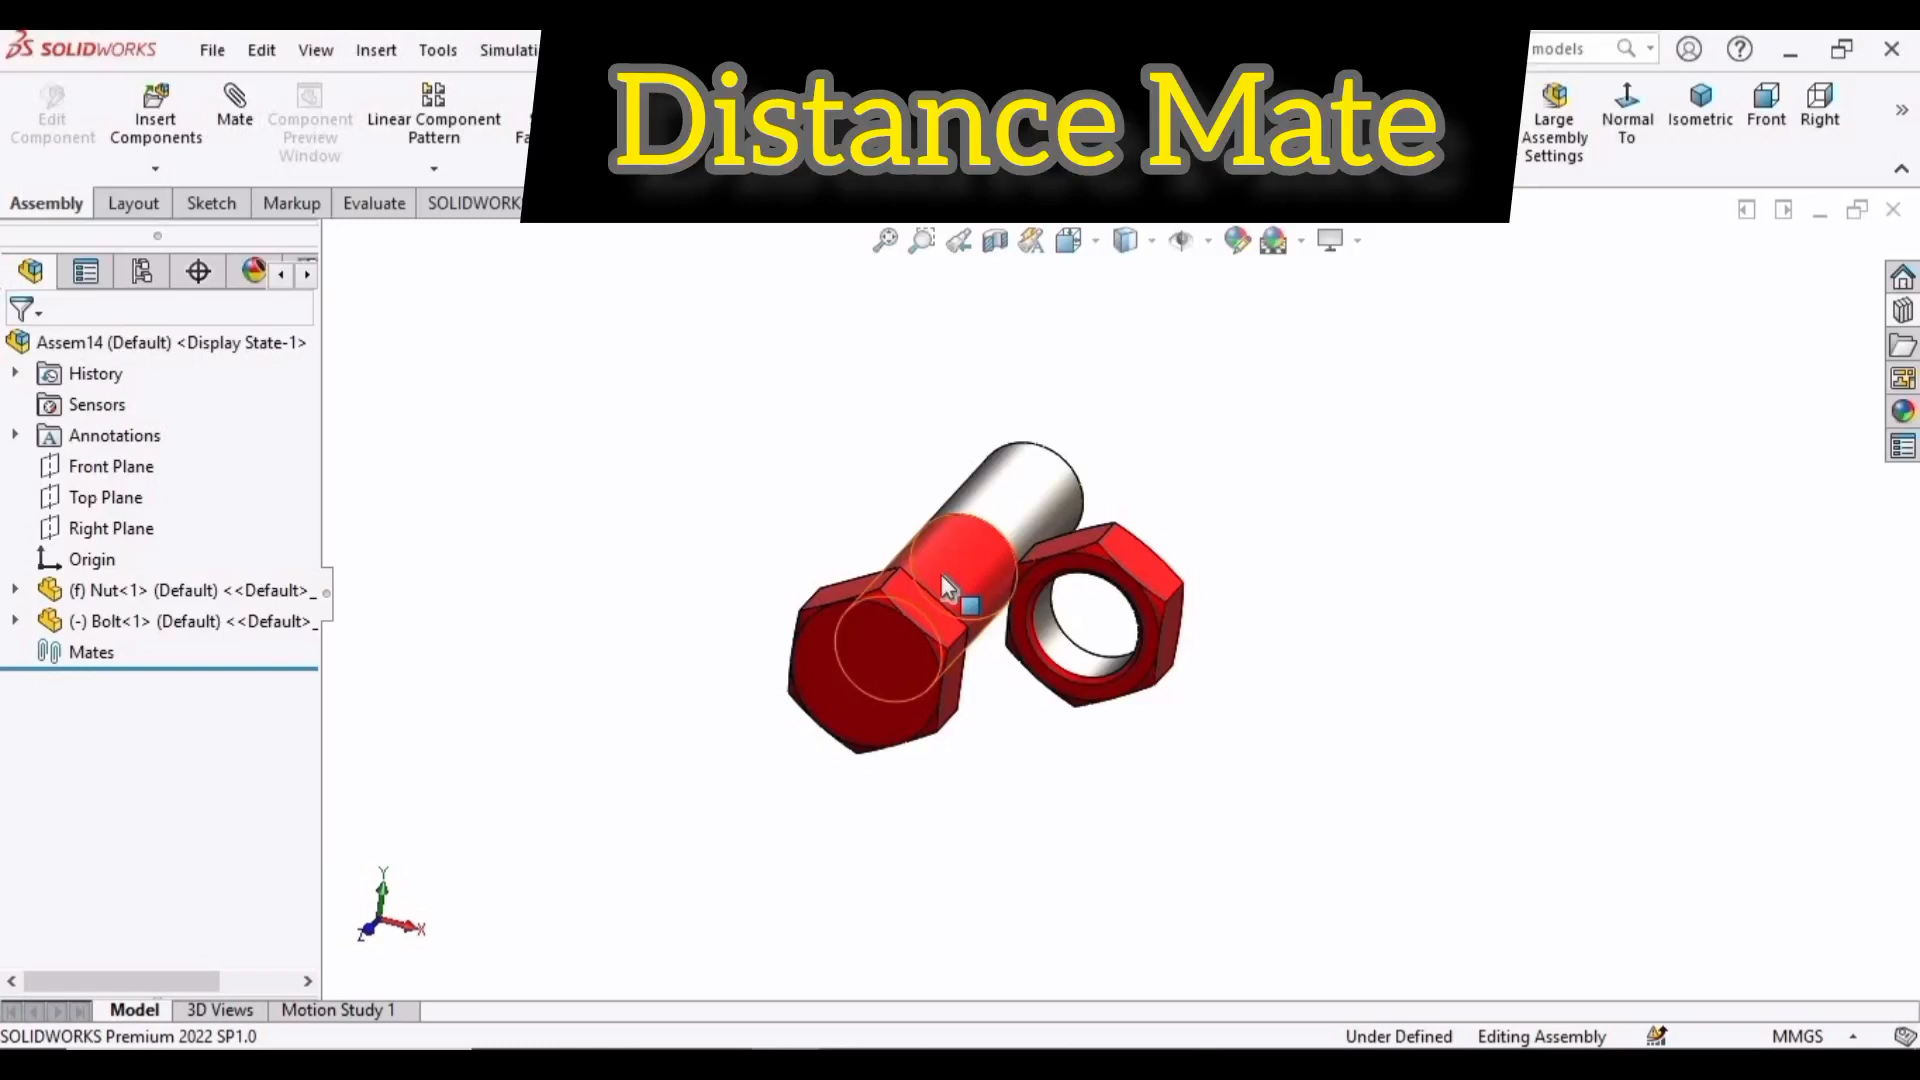 SOLIDWORKS File Edit View Insert Tools Simulati
Distance Mate
models
Edit
Component
Insert
Components
Mate
Component
Preview
Window
Linear Component
Pattern
Fa
Large
Assembly
Settings
Normal
To
Isometric
Front
Right
Assembly Layout Sketch Markup Evaluate SOLIDWORK
Assem14 (Default) <Display State-1>
History
Sensors
Annotations
Front Plane
Top Plane
Right Plane
Origin
(f) Nut<1> (Default) <<Default>_
(-) Bolt<1> (Default) <<Default>_
Mates
Y
X
Z
Model 3D Views Motion Study 1
SOLIDWORKS Premium 2022 SP1.0 Under Defined Editing Assembly MMGS